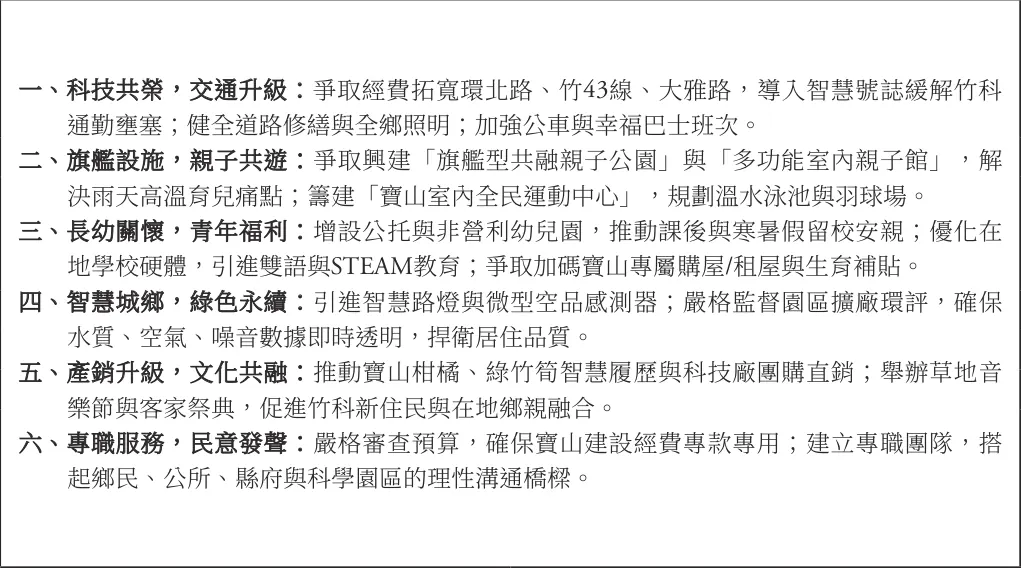 一、科技共榮，交通升級：爭取經費拓寬環北路、竹43線、大雅路，導入智慧號誌緩解竹科
通勤壅塞；健全道路修繕與全鄉照明；加強公車與幸福巴士班次。
二、旗艦設施，親子共遊：爭取興建「旗艦型共融親子公園」與「多功能室內親子館」，解
決雨天高溫育兒痛點；籌建「寶山室內全民運動中心」，規劃溫水泳池與羽球場。
三、長幼關懷，青年福利：增設公托與非營利幼兒園，推動課後與寒暑假留校安親；優化在
地學校硬體，引進雙語與STEAM教育；爭取加碼寶山專屬購屋/租屋與生育補貼。
四、智慧城鄉，綠色永續：引進智慧路燈與微型空品感測器；嚴格監督園區擴廠環評，確保
水質、空氣、噪音數據即時透明，捍衛居住品質。
五、產銷升級，文化共融：推動寶山柑橘、綠竹筍智慧履歷與科技廠團購直銷；舉辦草地音
樂節與客家祭典，促進竹科新住民與在地鄉親融合。
六、專職服務，民意發聲：嚴格審查預算，確保寶山建設經費專款專用；建立專職團隊，搭
起鄉民、公所、縣府與科學園區的理性溝通橋樑。